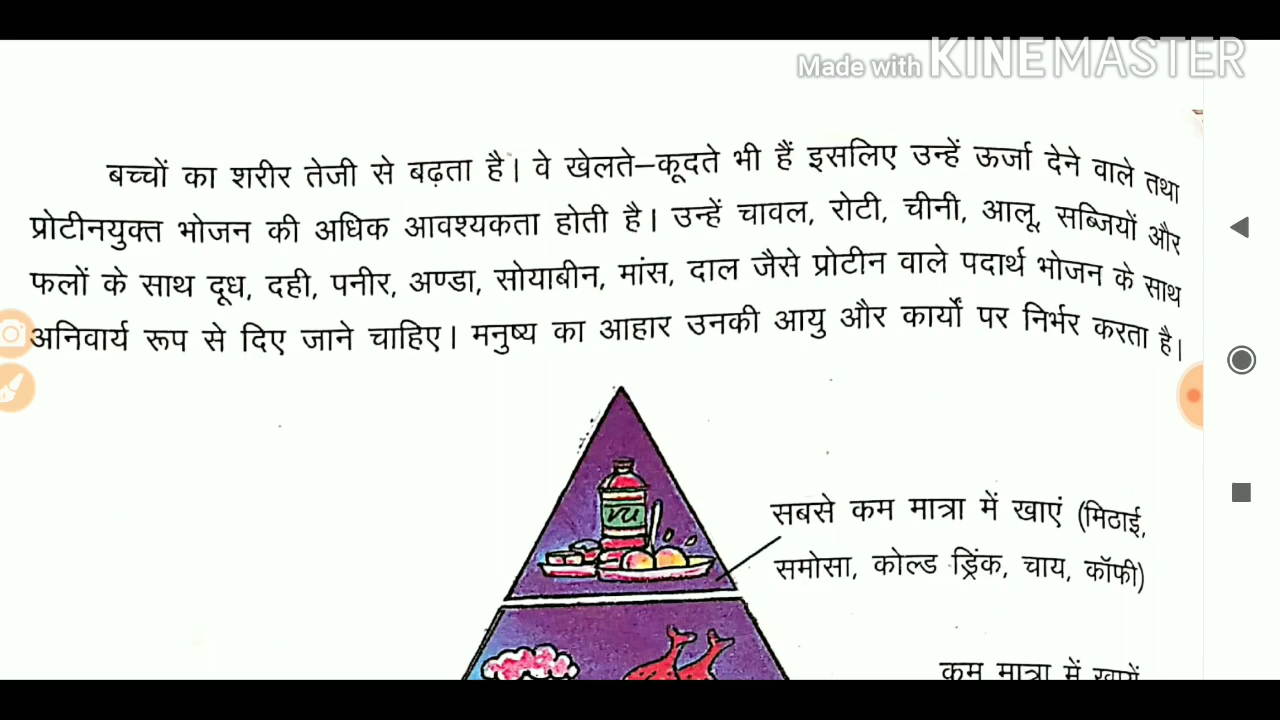 Made with KINEMASTER
बच्चों का शरीर तेजी से बढ़ता है। वे खेलते–कूदते भी हैं इसलिए उन्हें ऊर्जा देने वाले तथा
प्रोटीनयुक्त भोजन की अधिक आवश्यकता होती है। उन्हें चावल, रोटी, चीनी, आलू, सब्जियों और
फलों के साथ दूध, दही, पनीर, अण्डा, सोयाबीन, मांस, दाल जैसे प्रोटीन वाले पदार्थ भोजन के साथ
अनिवार्य रूप से दिए जाने चाहिए। मनुष्य का आहार उनकी आयु और कार्यों पर निर्भर करता है।
सबसे कम मात्रा में खाएं (मिठाई,
समोसा, कोल्ड ड्रिंक, चाय, कॉफी)
कम मात्रा में खायें